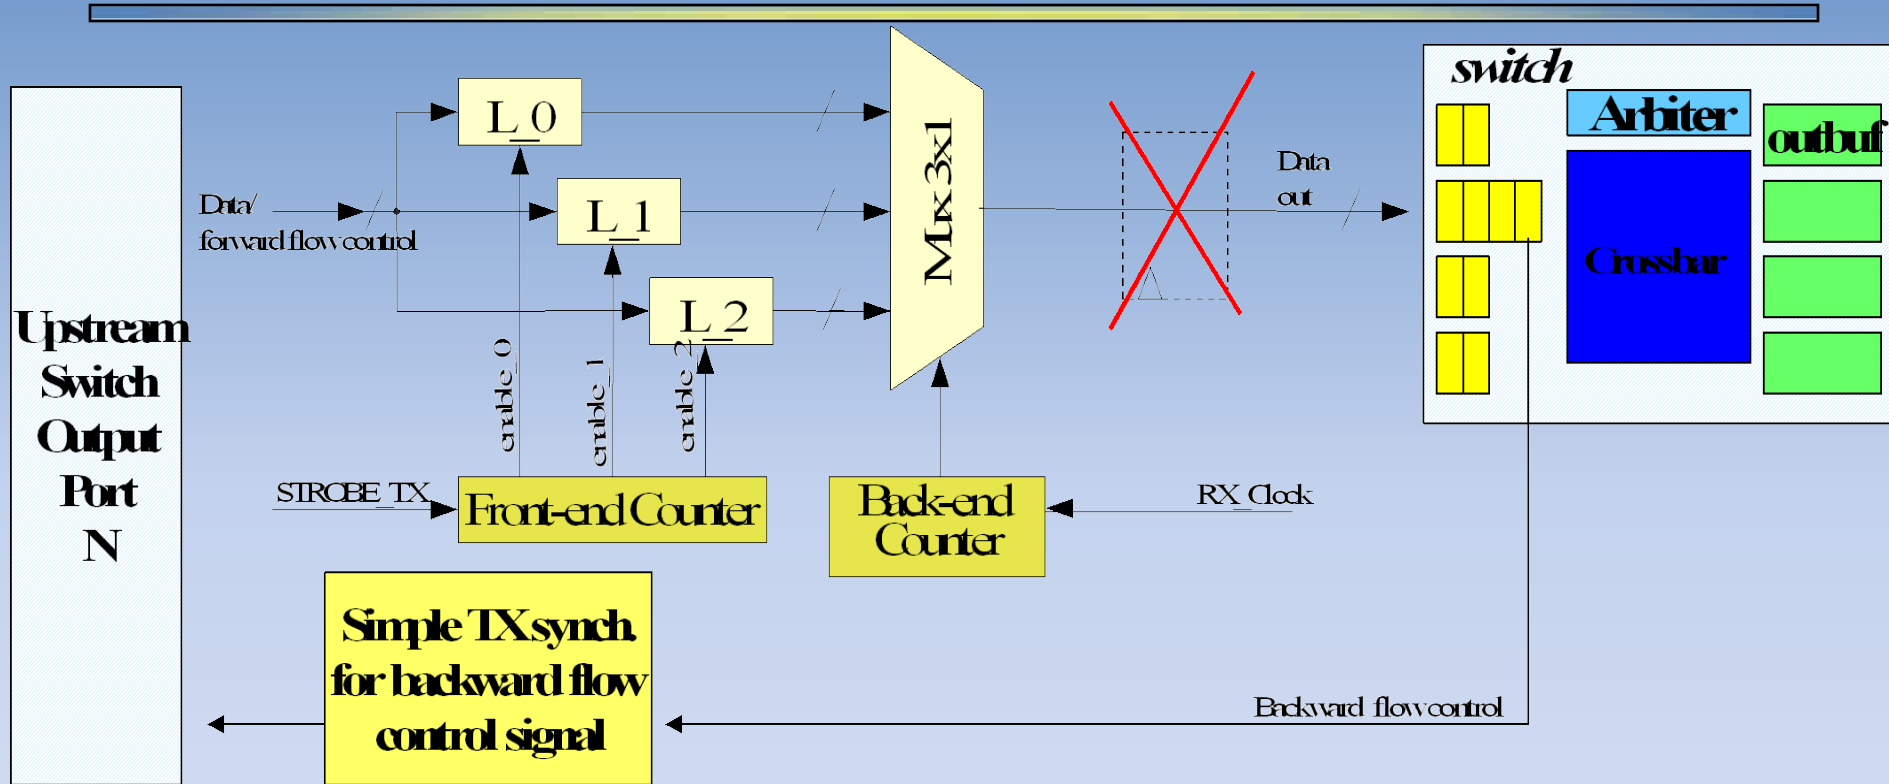 switch
Arbiter
outbuf
Crossbar
L_0
L_1
L_2
Mux3x1
Data
out
Data/
forward flow control
Upstream
Switch
Output
Port
N
enable_0
enable_1
enable_2
STROBE_TX
Front-end Counter
Back-end
Counter
RX_Clock
Simple TX synch.
for backward flow
control signal
Backward flow control